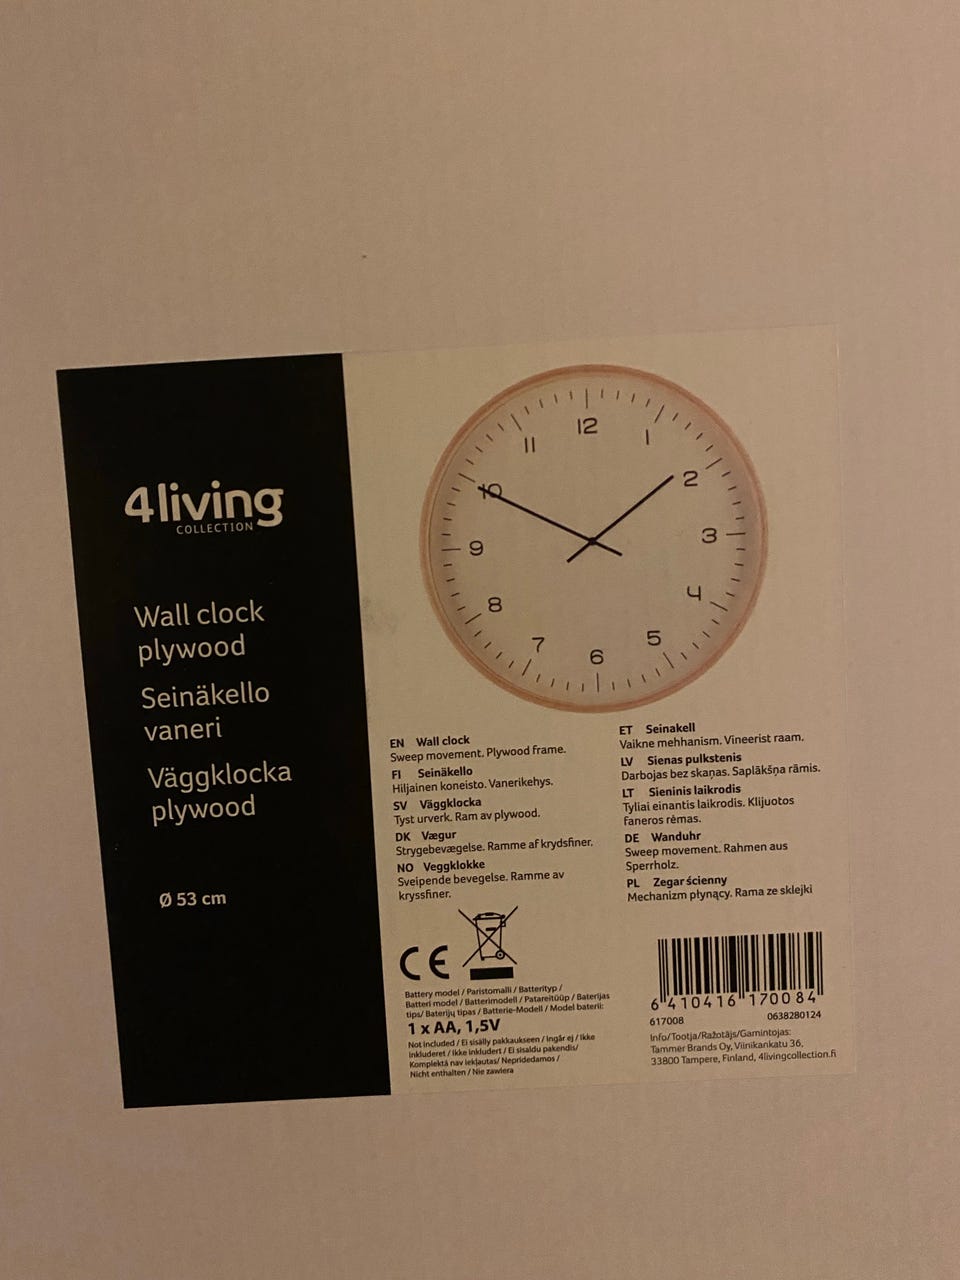 4living
COLLECTION
Wall clock
plywood
Seinäkello
vaneri
Väggklocka
plywood
Ø 53 cm
12
1
2
3
4
5
6
7
8
9
10
11
EN Wall clock
Sweep movement. Plywood frame.
FI Seinäkello
Hiljainen koneisto. Vanerikehys.
SV Väggklocka
Tyst urverk. Ram av plywood.
DK Vægur
Strygebevægelse. Ramme af krydsfiner.
NO Veggklokke
Sveipende bevegelse. Ramme av
kryssfiner.
ET Seinakell
Vaikne mehhanism. Vineerist raam.
LV Sienas pulkstenis
Darbojas bez skaņas. Saplākšņa rāmis.
LT Sieninis laikrodis
Tyliai einantis laikrodis. Klijuotos
faneros rėmas.
DE Wanduhr
Sweep movement. Rahmen aus
Sperrholz.
PL Zegar ścienny
Mechanizm płynący. Rama ze sklejki
CE
Battery model / Paristomalli / Batterityp /
Batteri model / Batterimodell / Patareitüüp / Baterijas
tips/ Baterijų tipas / Batterie-Modell / Model baterii:
1 x AA, 1,5V
Not included / Ei sisälly pakkaukseen / Ingår ej / Ikke
inkluderet / Ikke inkludert / Ei sisaldu pakendis/
Komplektā nav iekļautas/ Nepridedamos /
Nicht enthalten / Nie zawiera
6 410416 170084
617008 0638280124
Info/Tootja/Ražotājs/Gamintojas:
Tammer Brands Oy, Viinikankatu 36,
33800 Tampere, Finland, 4livingcollection.fi